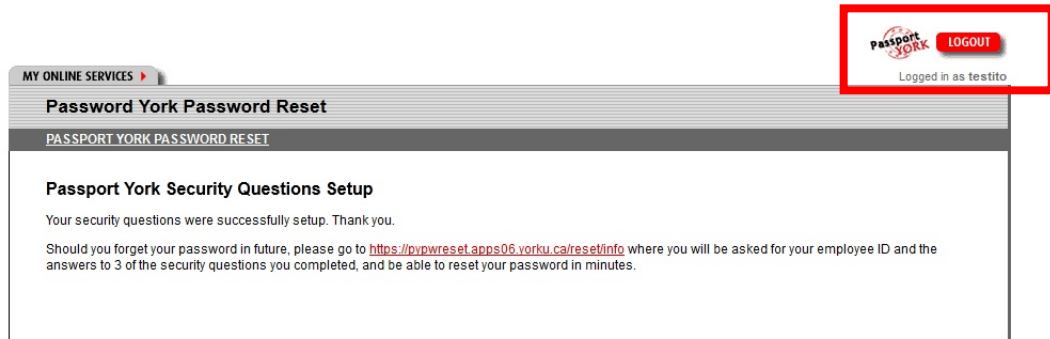 Passport YORK LOGOUT
MY ONLINE SERVICES
Logged in as testito
Password York Password Reset
PASSPORT YORK PASSWORD RESET
Passport York Security Questions Setup
Your security questions were successfully setup. Thank you.
Should you forget your password in future, please go to https://pypwreset.apps06.yorku.ca/reset/info where you will be asked for your employee ID and the
answers to 3 of the security questions you completed, and be able to reset your password in minutes.